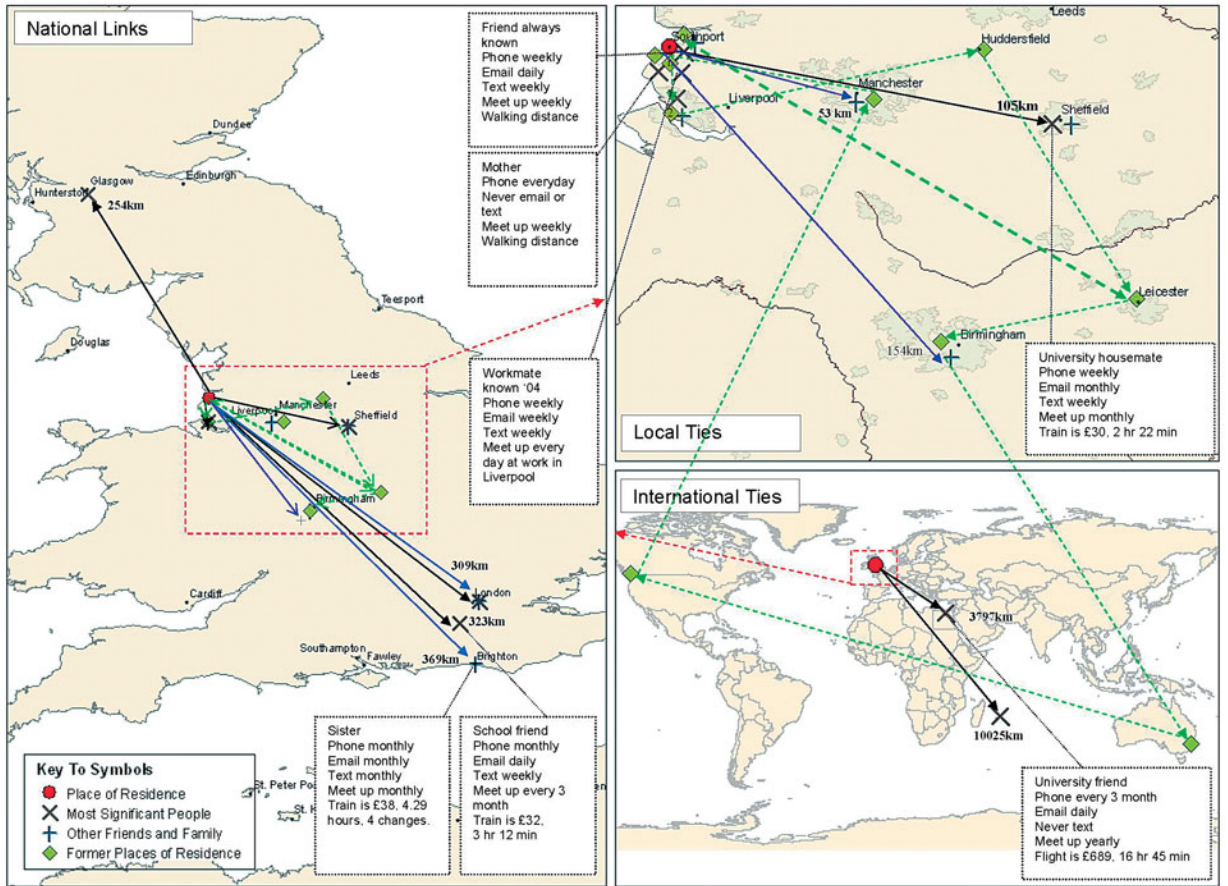 National Links
Dundee
Edinburgh
Glasgow
Hunterston
254km
Teesport
Douglas
Leeds
Liverpool
Manchester
Sheffield
Birmingham
309km
London
Cardiff
323km
Southampton
Fawley
369km
Brighton
Friend always
known
Phone weekly
Email daily
Text weekly
Meet up weekly
Walking distance
Mother
Phone everyday
Never email or
text
Meet up weekly
Walking distance
Workmate
known '04
Phone weekly
Email weekly
Text weekly
Meet up every
day at work in
Liverpool
Sister
Phone monthly
Email monthly
Text monthly
Meet up monthly
Train is £38, 4.29
hours, 4 changes.
School friend
Phone monthly
Email daily
Text weekly
Meet up every 3
month
Train is £32,
3 hr 12 min
Key To Symbols
Place of Residence
Most Significant People
Other Friends and Family
Former Places of Residence
St. Peter Po
St. H
Leeds
Southport
Huddersfield
Liverpool
Manchester
53 km
105km
Sheffield
Leicester
Birmingham
154km
Local Ties
University housemate
Phone weekly
Email monthly
Text weekly
Meet up monthly
Train is £30, 2 hr 22 min
International Ties
3797km
10025km
University friend
Phone every 3 month
Email daily
Never text
Meet up yearly
Flight is £689, 16 hr 45 min